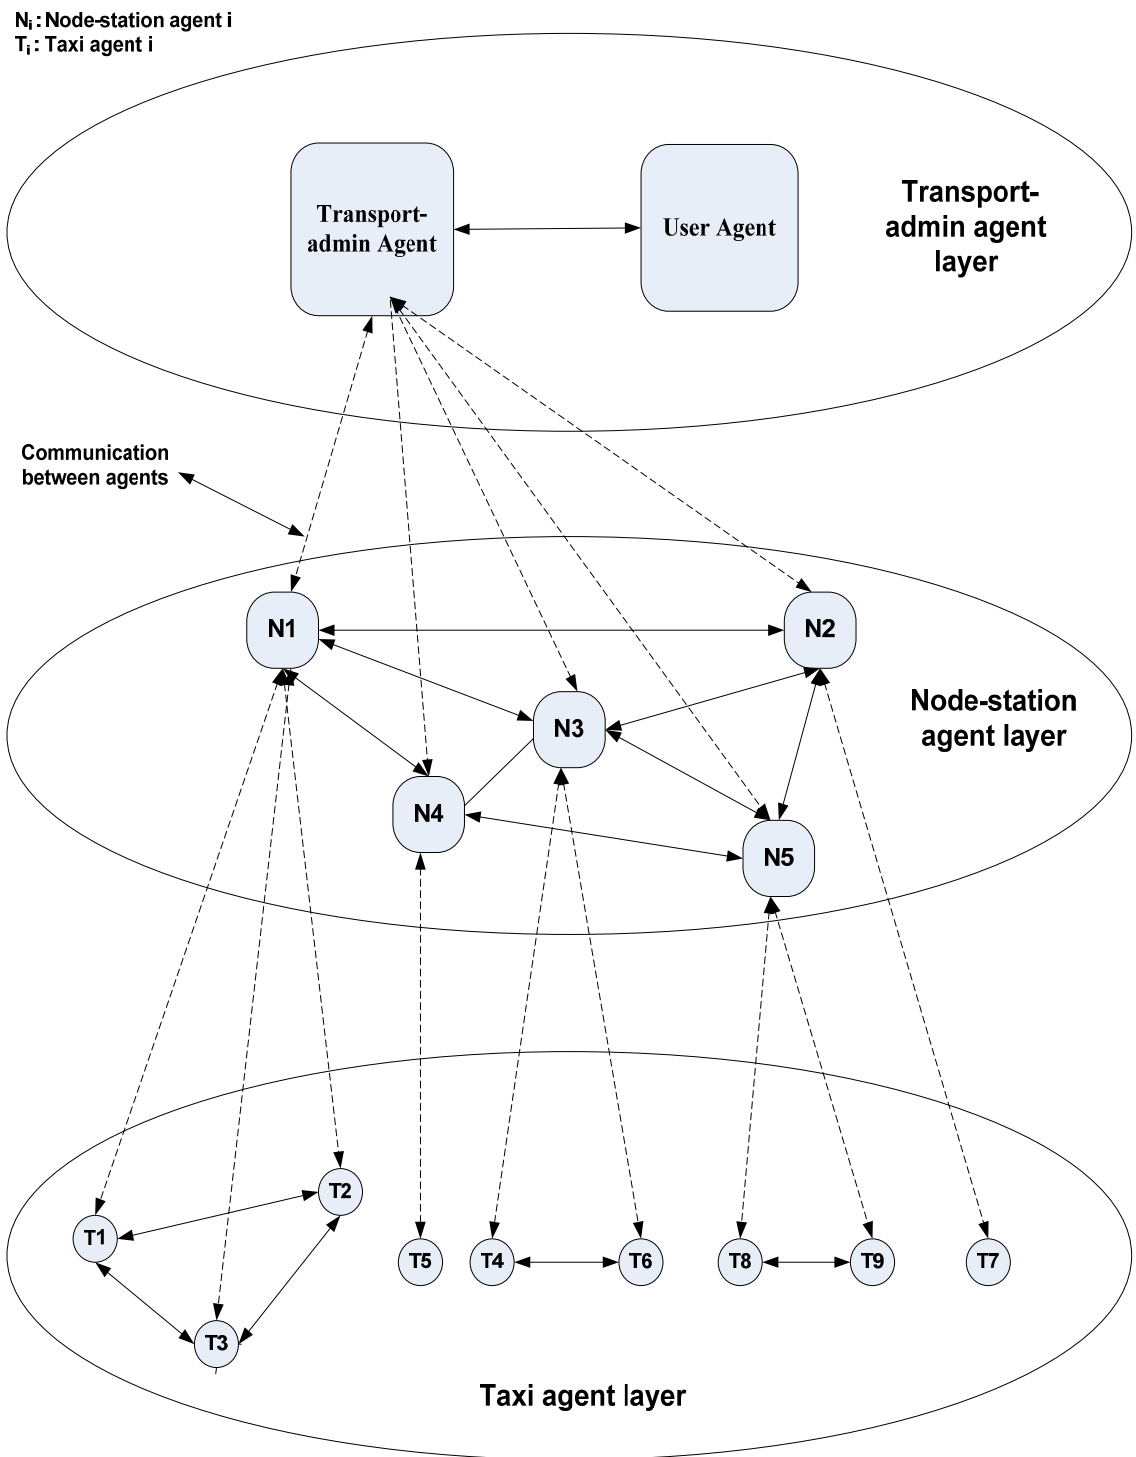 Ni : Node-station agent i
Ti : Taxi agent i
Transport-
admin Agent
User Agent
Transport-
admin agent
layer
Communication
between agents
N1
N2
N3
N4
N5
Node-station
agent layer
T1
T2
T3
T5
T4
T6
T8
T9
T7
Taxi agent layer